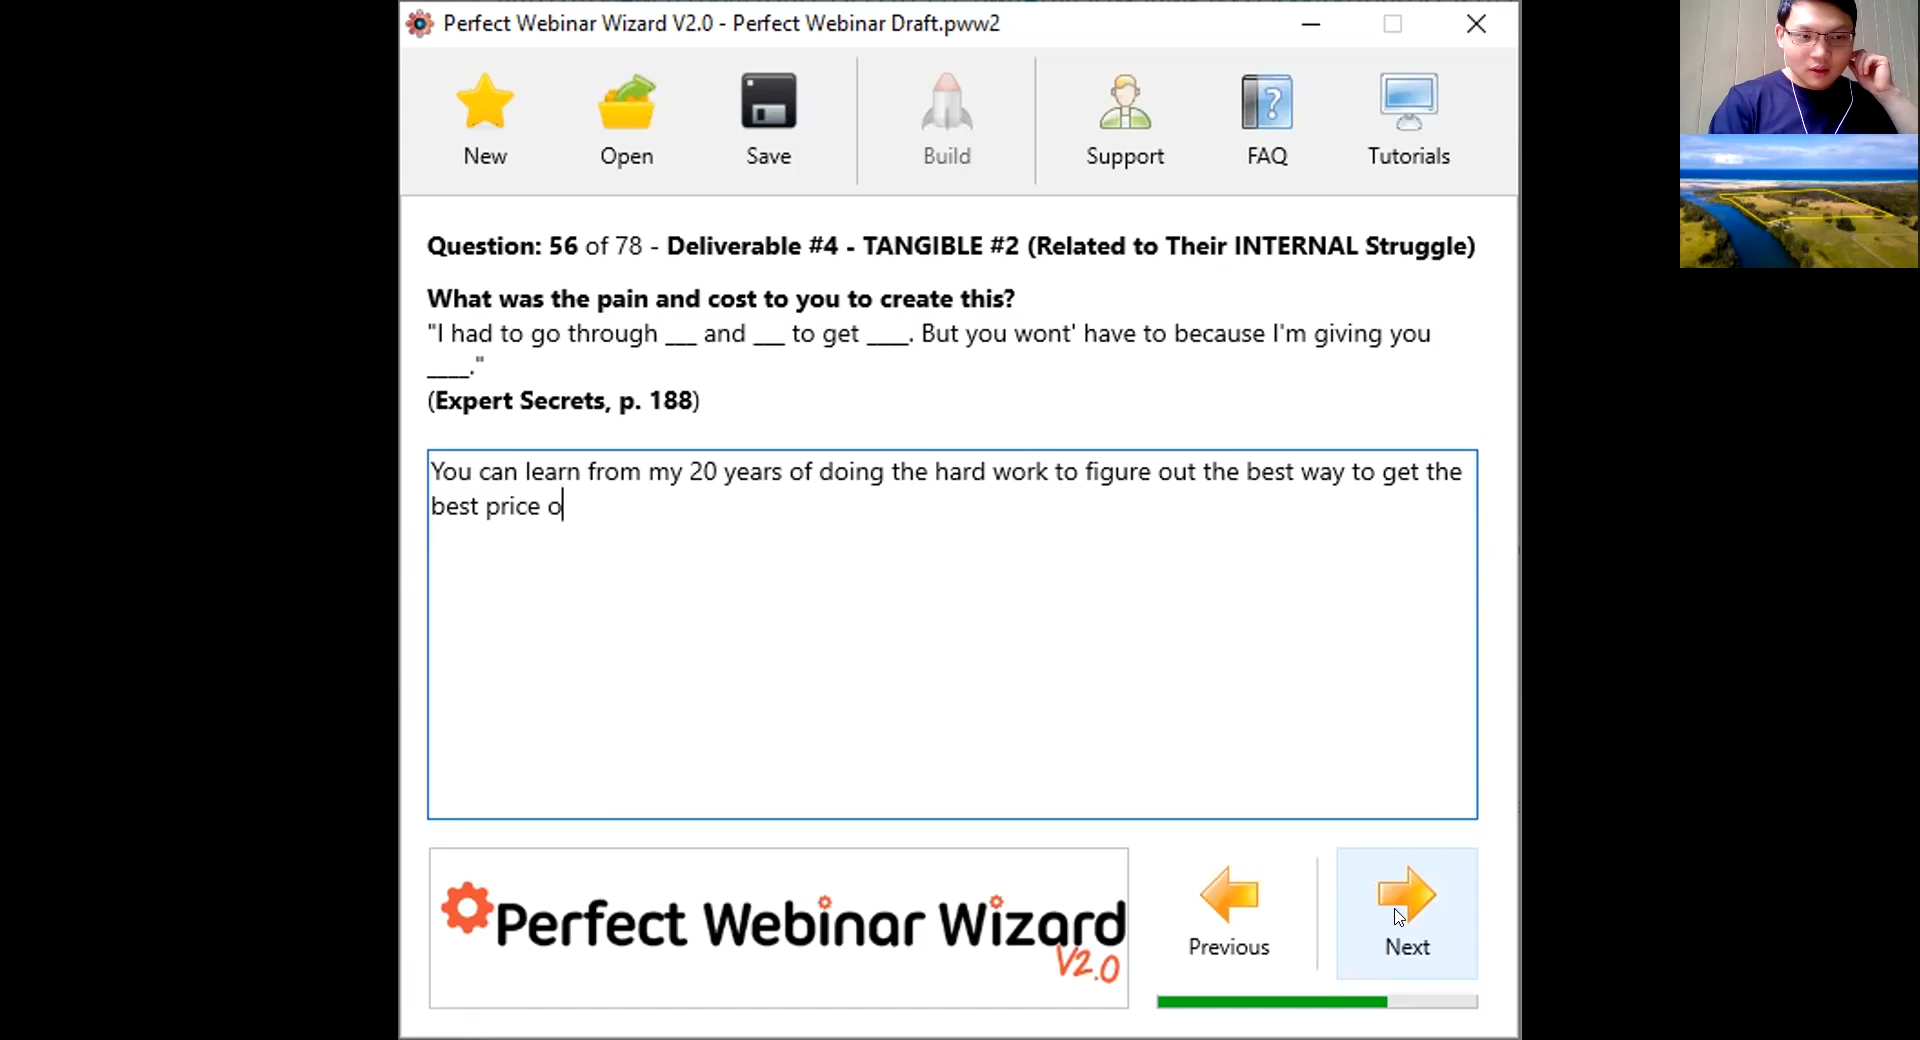 Perfect Webinar Wizard V2.0 - Perfect Webinar Draft.pww2
New Open Save Build Support FAQ Tutorials
Question: 56 of 78 - Deliverable #4 - TANGIBLE #2 (Related to Their INTERNAL Struggle)
What was the pain and cost to you to create this?
"I had to go through ___ and ___ to get ____. But you wont' have to because I'm giving you
____."
(Expert Secrets, p. 188)
You can learn from my 20 years of doing the hard work to figure out the best way to get the
best price o
Perfect Webinar Wizard
V2.0
Previous Next